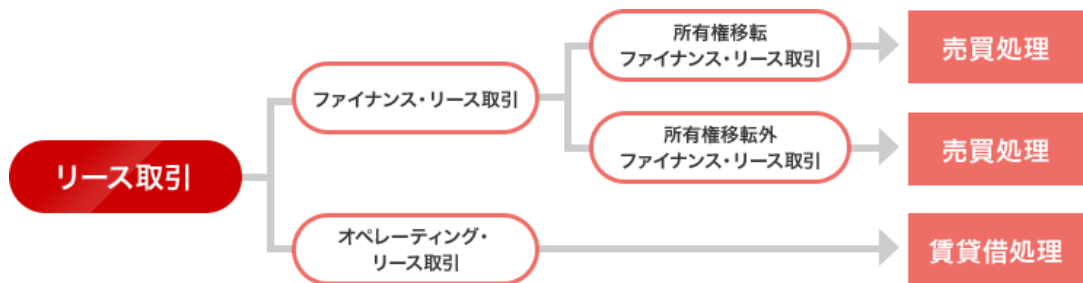 所有権移転
ファイナンス・リース取引
売買処理
ファイナンス・リース取引
所有権移転外
ファイナンス・リース取引
売買処理
リース取引
オペレーティング・
リース取引
賃貸借処理